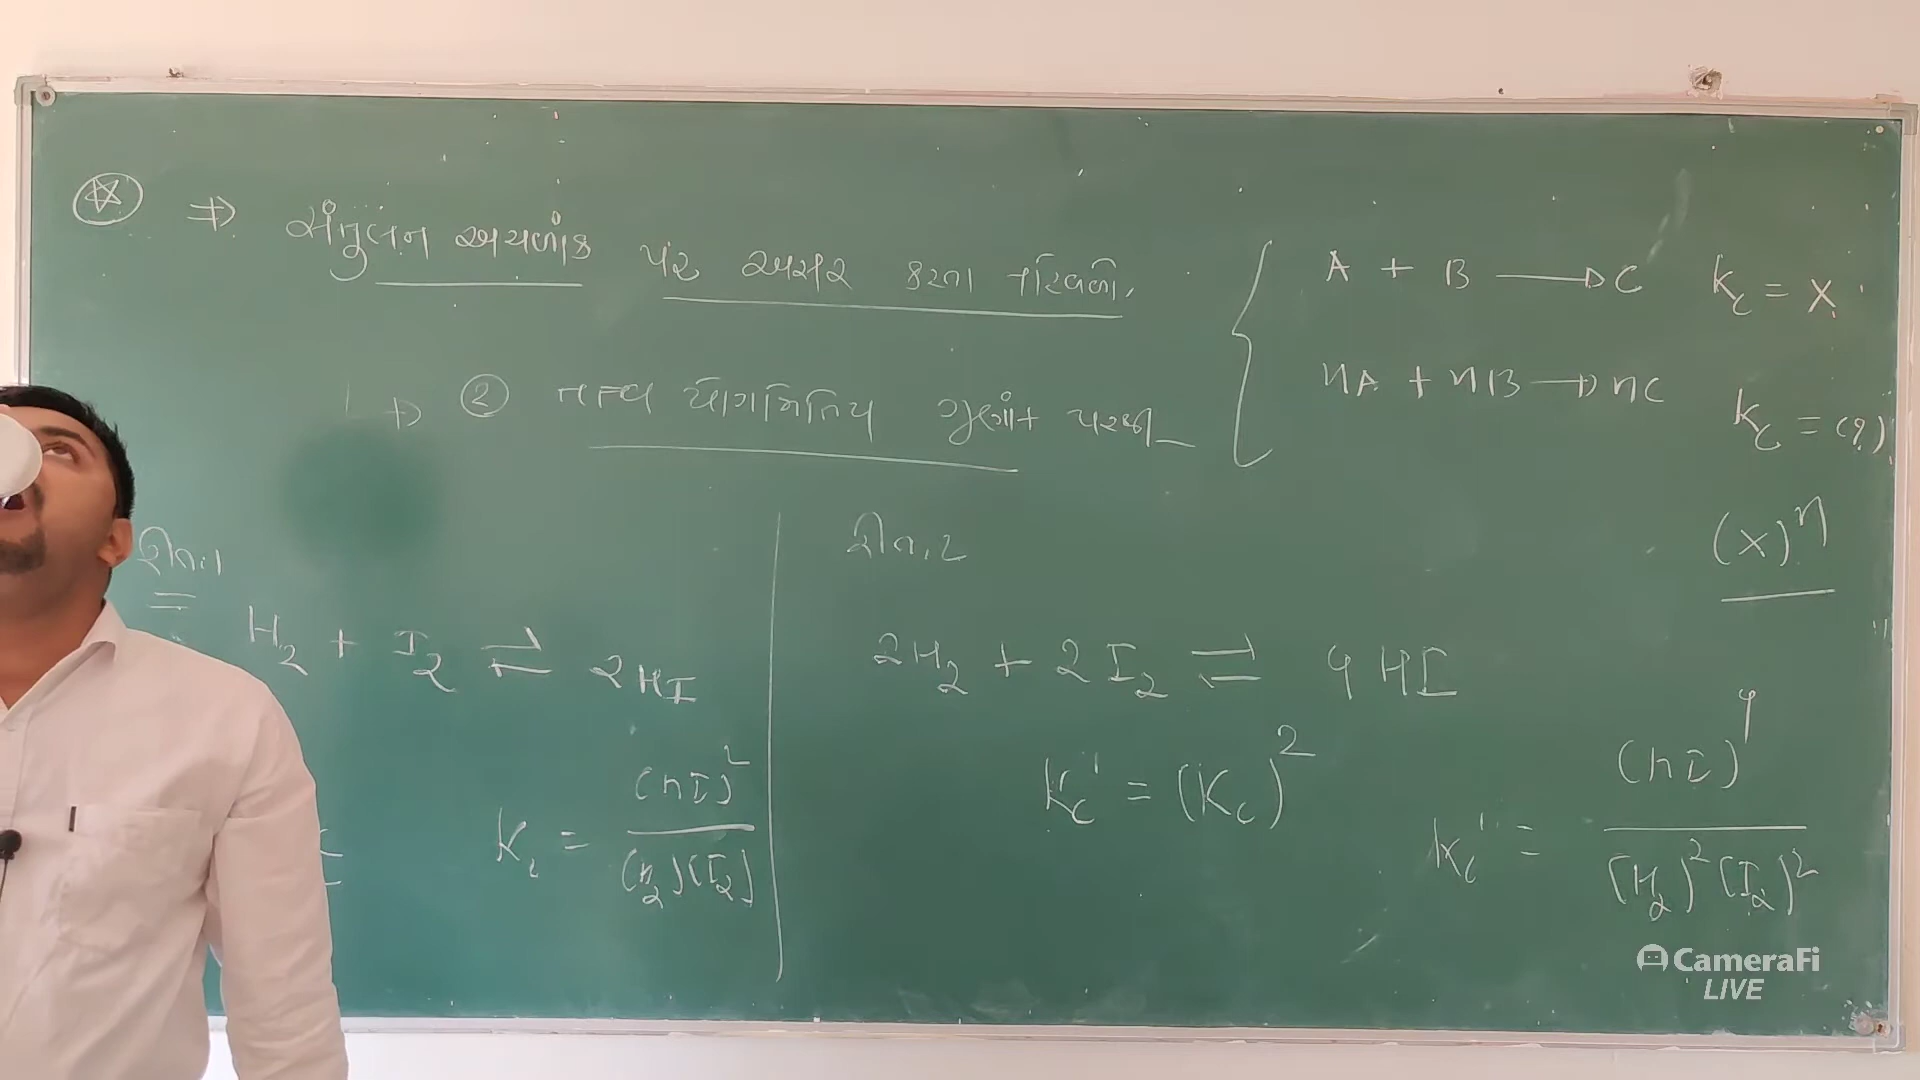 ⇒ સંતુલન અચળાંક પર અસર કરતા પરિબળો.
② તત્વ યોગમિતિય ગુણાંક પરથી_
A + B ⟶ C Kc = X
nA + nB ⟶ nC Kc = (?)
(X)ⁿ
રીત.1
H₂ + I₂ ⇌ 2HI
Kc = (HI)² / (H₂)(I₂)
રીત.2
2H₂ + 2I₂ ⇌ 4HI
Kc' = (Kc)²
Kc' = (HI)⁴ / (H₂)² (I₂)²
CameraFi
LIVE